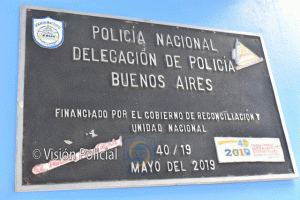 POLICÍA NACIONAL
DELEGACIÓN DE POLICÍA
BUENOS AIRES
FINANCIADO POR EL GOBIERNO DE RECONCILIACIÓN Y
UNIDAD NACIONAL
40/19
MAYO DEL 2019
2019
© Visión Policial